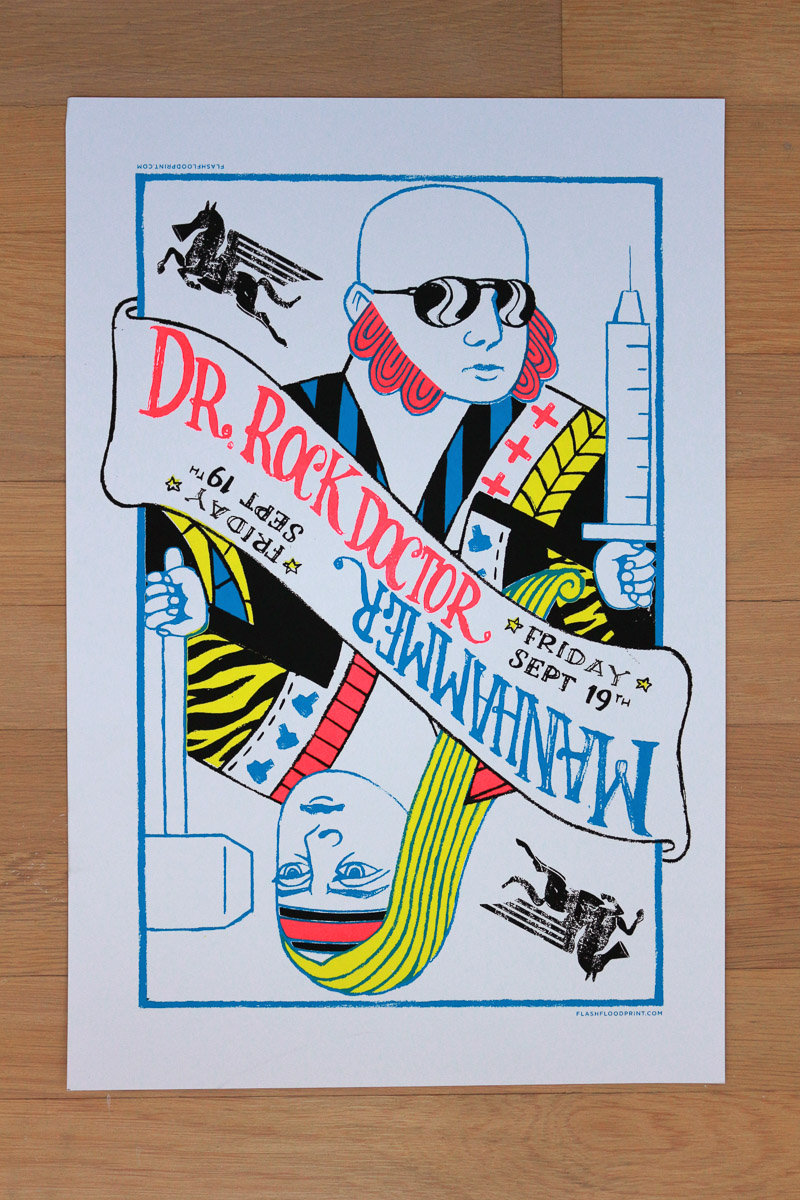 FLASHFLOODPRINT.COM
DR. ROCK DOCTOR
FRIDAY
SEPT 19TH
MANHAMMER
FRIDAY
SEPT 19TH
FLASHFLOODPRINT.COM